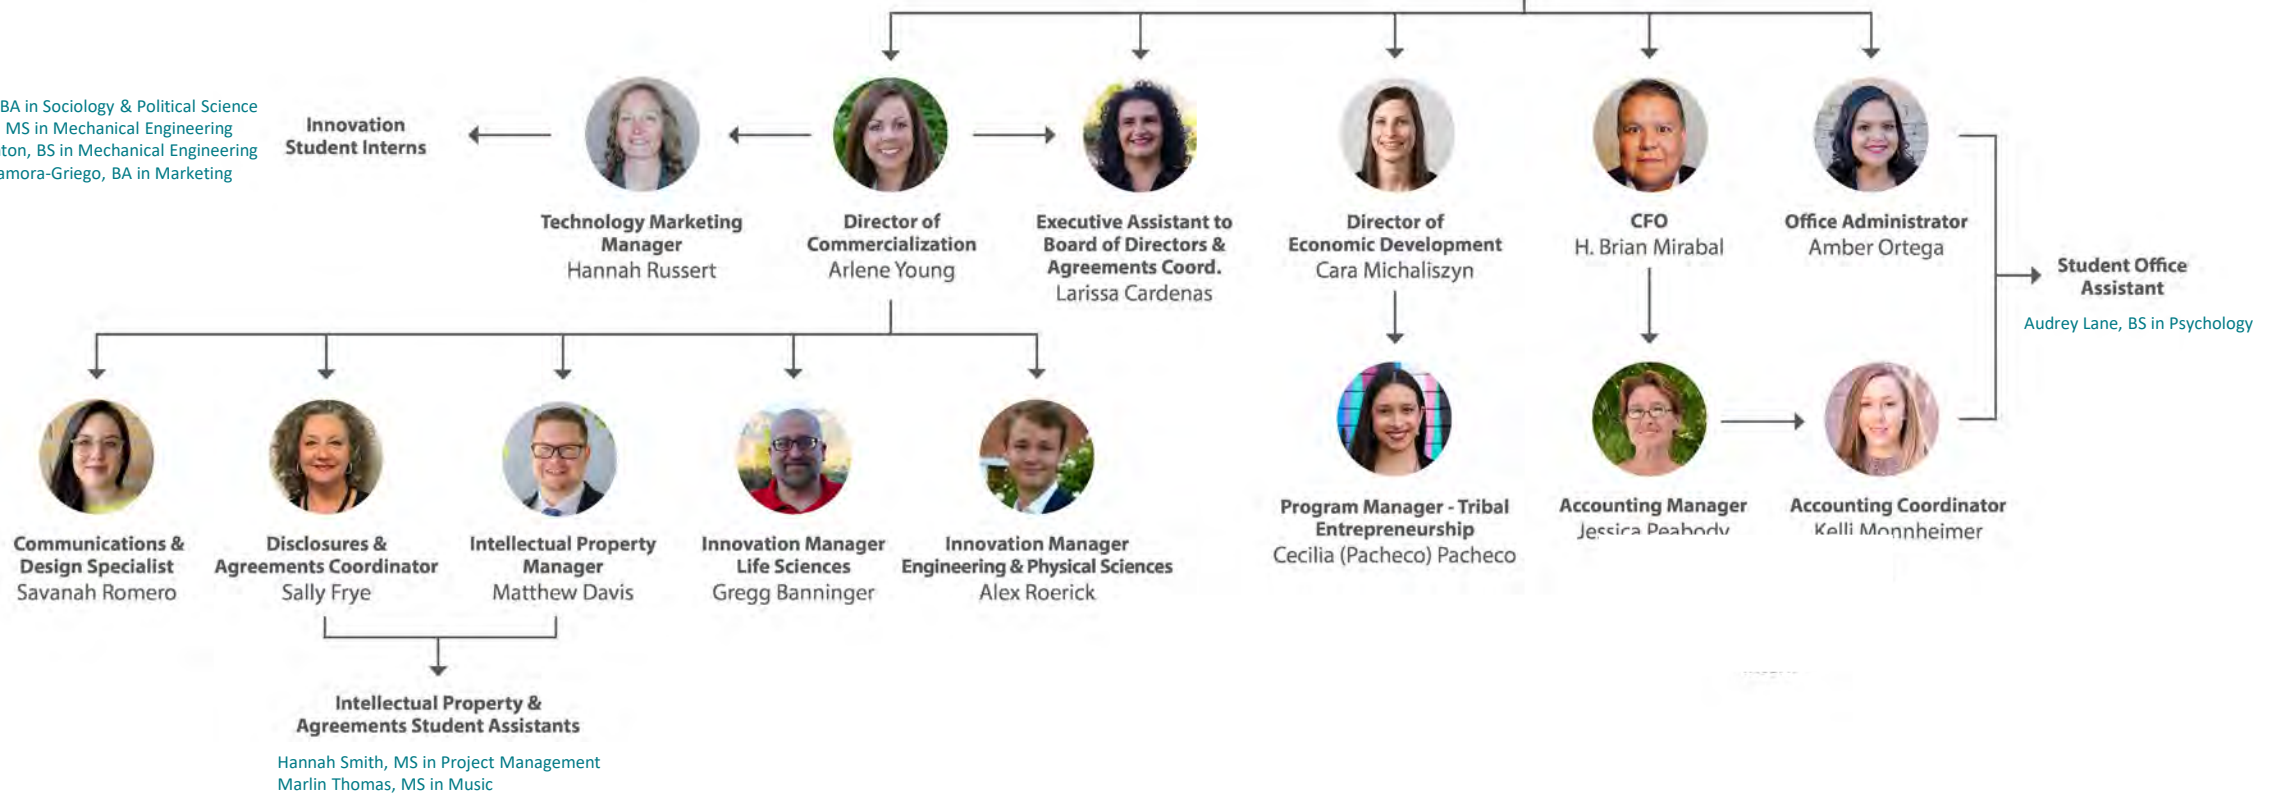 BA in Sociology & Political Science
MS in Mechanical Engineering
BS in Mechanical Engineering
BA in Marketing
Innovation
Student Interns
Technology Marketing
Manager
Hannah Russert
Director of
Commercialization
Arlene Young
Executive Assistant to
Board of Directors &
Agreements Coord.
Larissa Cardenas
Director of
Economic Development
Cara Michaliszyn
CFO
H. Brian Mirabal
Office Administrator
Amber Ortega
Student Office
Assistant
Audrey Lane, BS in Psychology
Communications &
Design Specialist
Savanah Romero
Disclosures &
Agreements Coordinator
Sally Frye
Intellectual Property
Manager
Matthew Davis
Innovation Manager
Life Sciences
Gregg Banninger
Innovation Manager
Engineering & Physical Sciences
Alex Roerick
Program Manager - Tribal
Entrepreneurship
Cecilia (Pacheco) Pacheco
Accounting Manager
Jessica Peabody
Accounting Coordinator
Kelli Monnheimer
Intellectual Property &
Agreements Student Assistants
Hannah Smith, MS in Project Management
Marlin Thomas, MS in Music